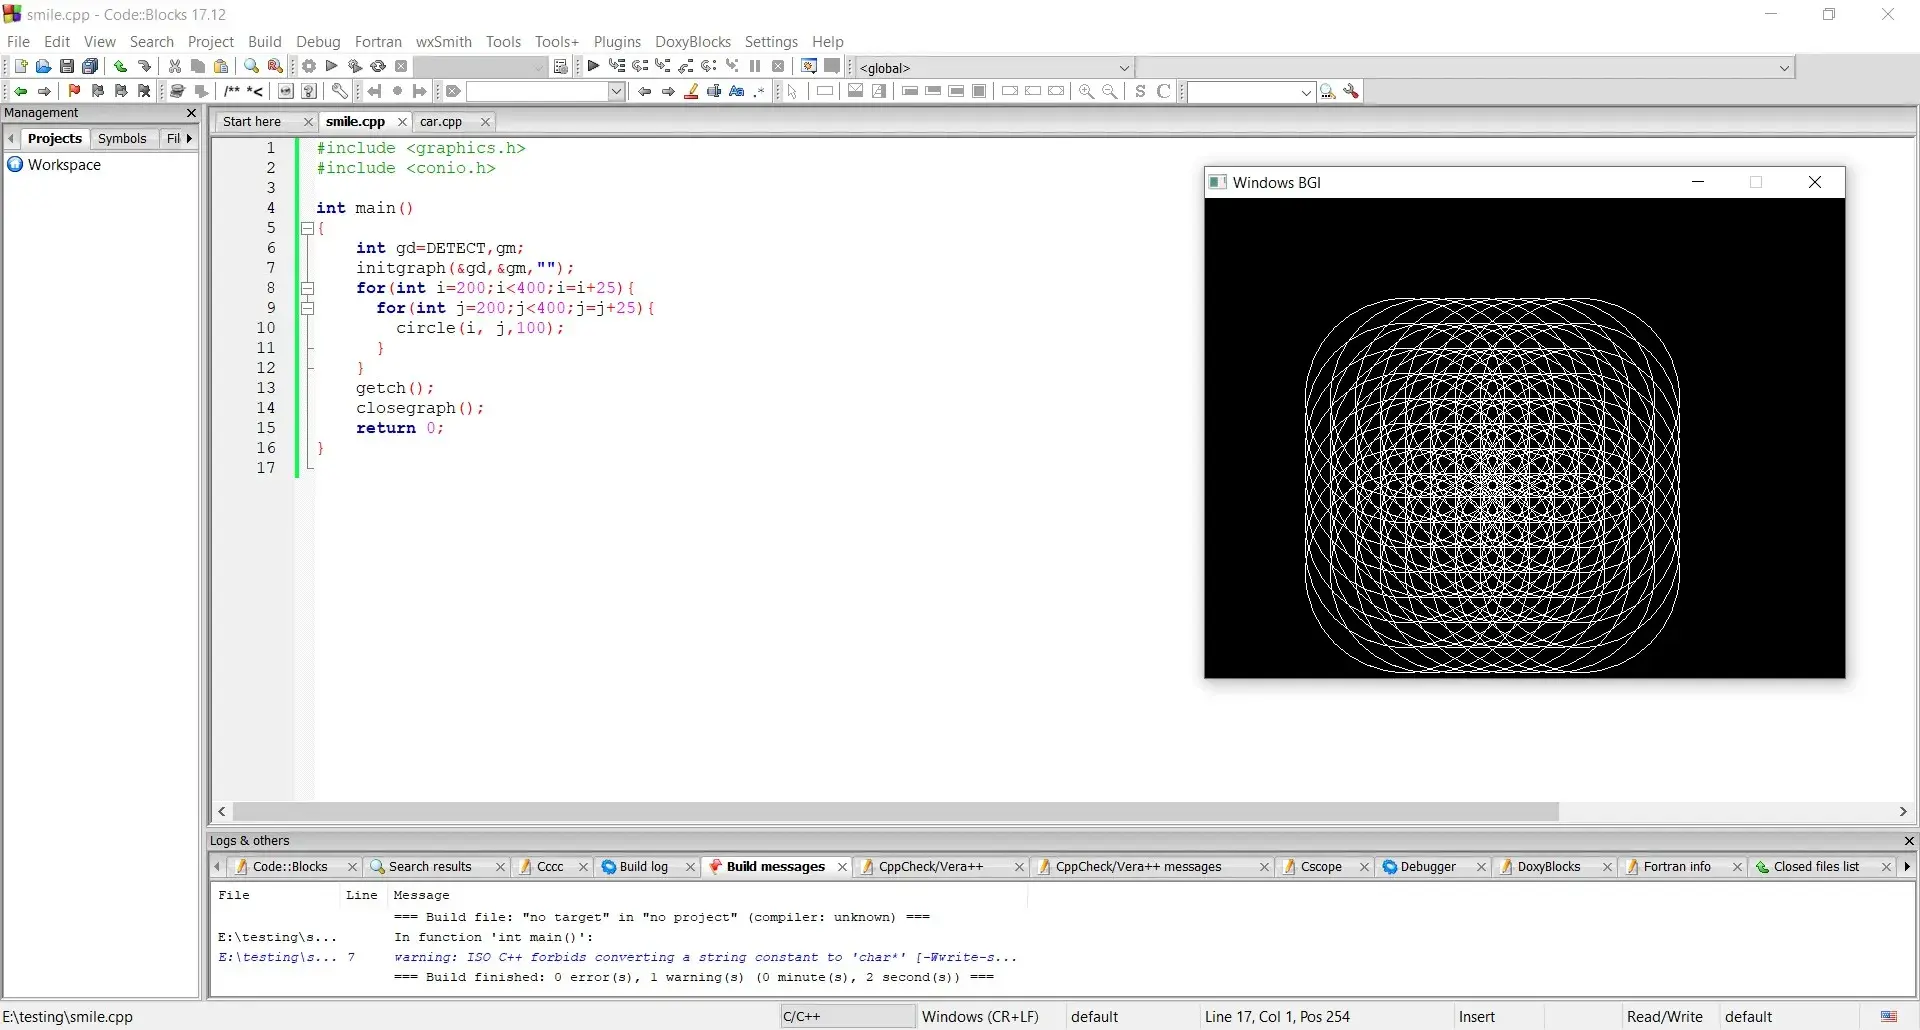 smile.cpp - Code::Blocks 17.12
File Edit View Search Project Build Debug Fortran wxSmith Tools Tools+ Plugins DoxyBlocks Settings Help
<global>
/** *<
Aa .* S C
Management
Start here smile.cpp car.cpp
Projects Symbols Fil
Workspace
1 #include <graphics.h>
2 #include <conio.h>
3
4 int main()
5 {
6 int gd=DETECT,gm;
7 initgraph(&gd,&gm,"");
8 for(int i=200;i<400;i=i+25){
9 for(int j=200;j<400;j=j+25){
10 circle(i, j,100);
11 }
12 }
13 getch();
14 closegraph();
15 return 0;
16 }
17
Windows BGI
Logs & others
Code::Blocks Search results Cccc Build log Build messages CppCheck/Vera++ CppCheck/Vera++ messages Cscope Debugger DoxyBlocks Fortran info Closed files list
File Line Message
=== Build file: "no target" in "no project" (compiler: unknown) ===
E:\testing\s... In function 'int main()':
E:\testing\s... 7 warning: ISO C++ forbids converting a string constant to 'char*' [-Wwrite-s...
=== Build finished: 0 error(s), 1 warning(s) (0 minute(s), 2 second(s)) ===
E:\testing\smile.cpp C/C++ Windows (CR+LF) default Line 17, Col 1, Pos 254 Insert Read/Write default